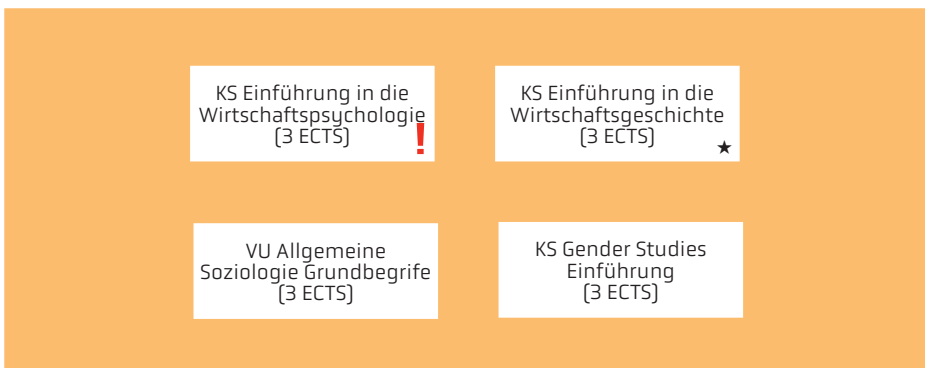 KS Einführung in die
Wirtschaftspsychologie
(3 ECTS)
!
KS Einführung in die
Wirtschaftsgeschichte
(3 ECTS)
★
VU Allgemeine
Soziologie Grundbegrife
(3 ECTS)
KS Gender Studies
Einführung
(3 ECTS)